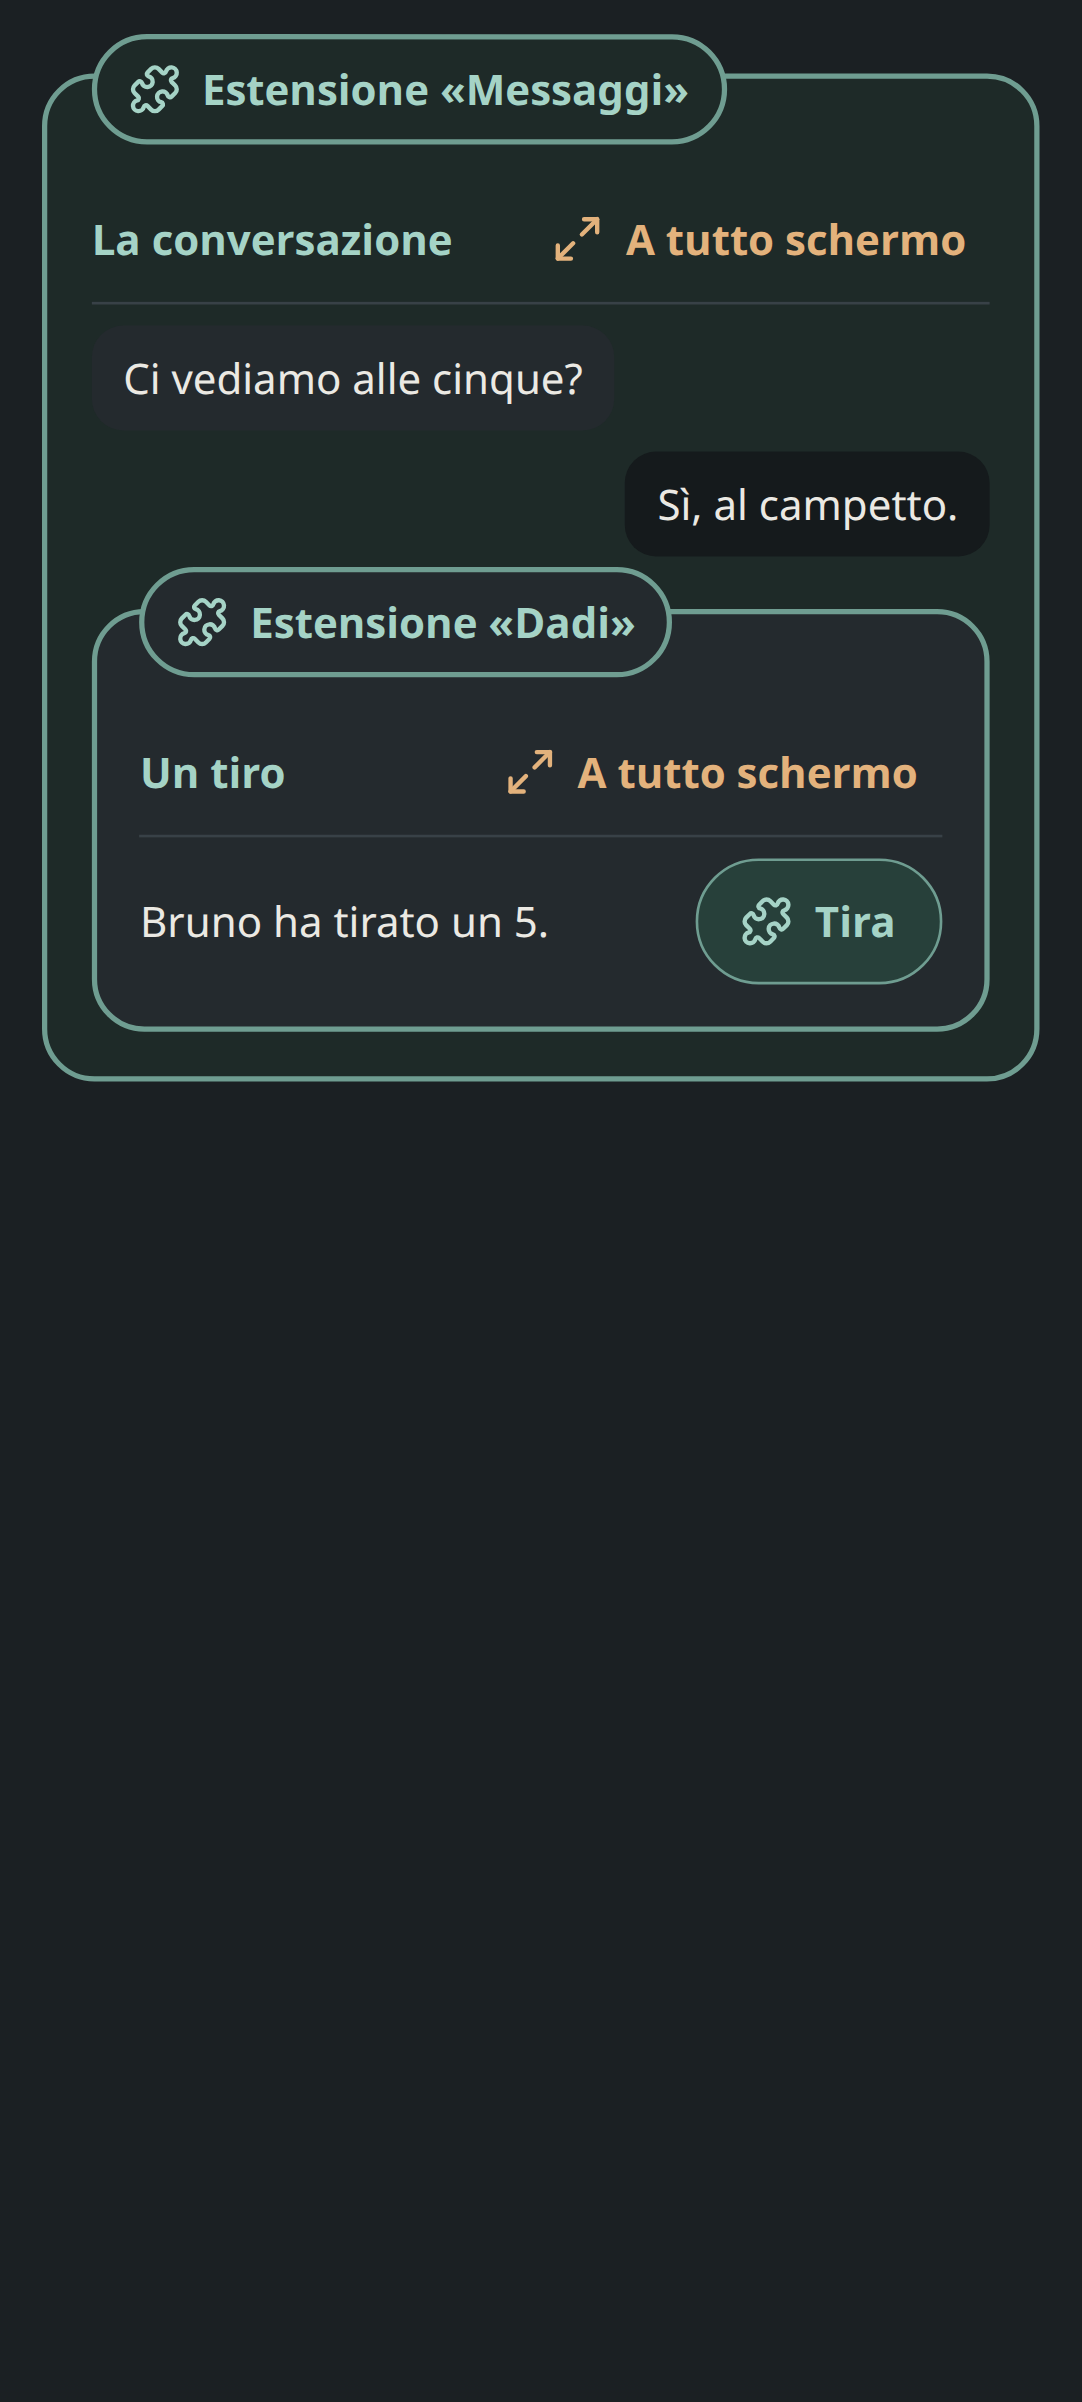 Estensione «Messaggi»
La conversazione
A tutto schermo
Ci vediamo alle cinque?
Sì, al campetto.
Estensione «Dadi»
Un tiro
A tutto schermo
Bruno ha tirato un 5.
Tira